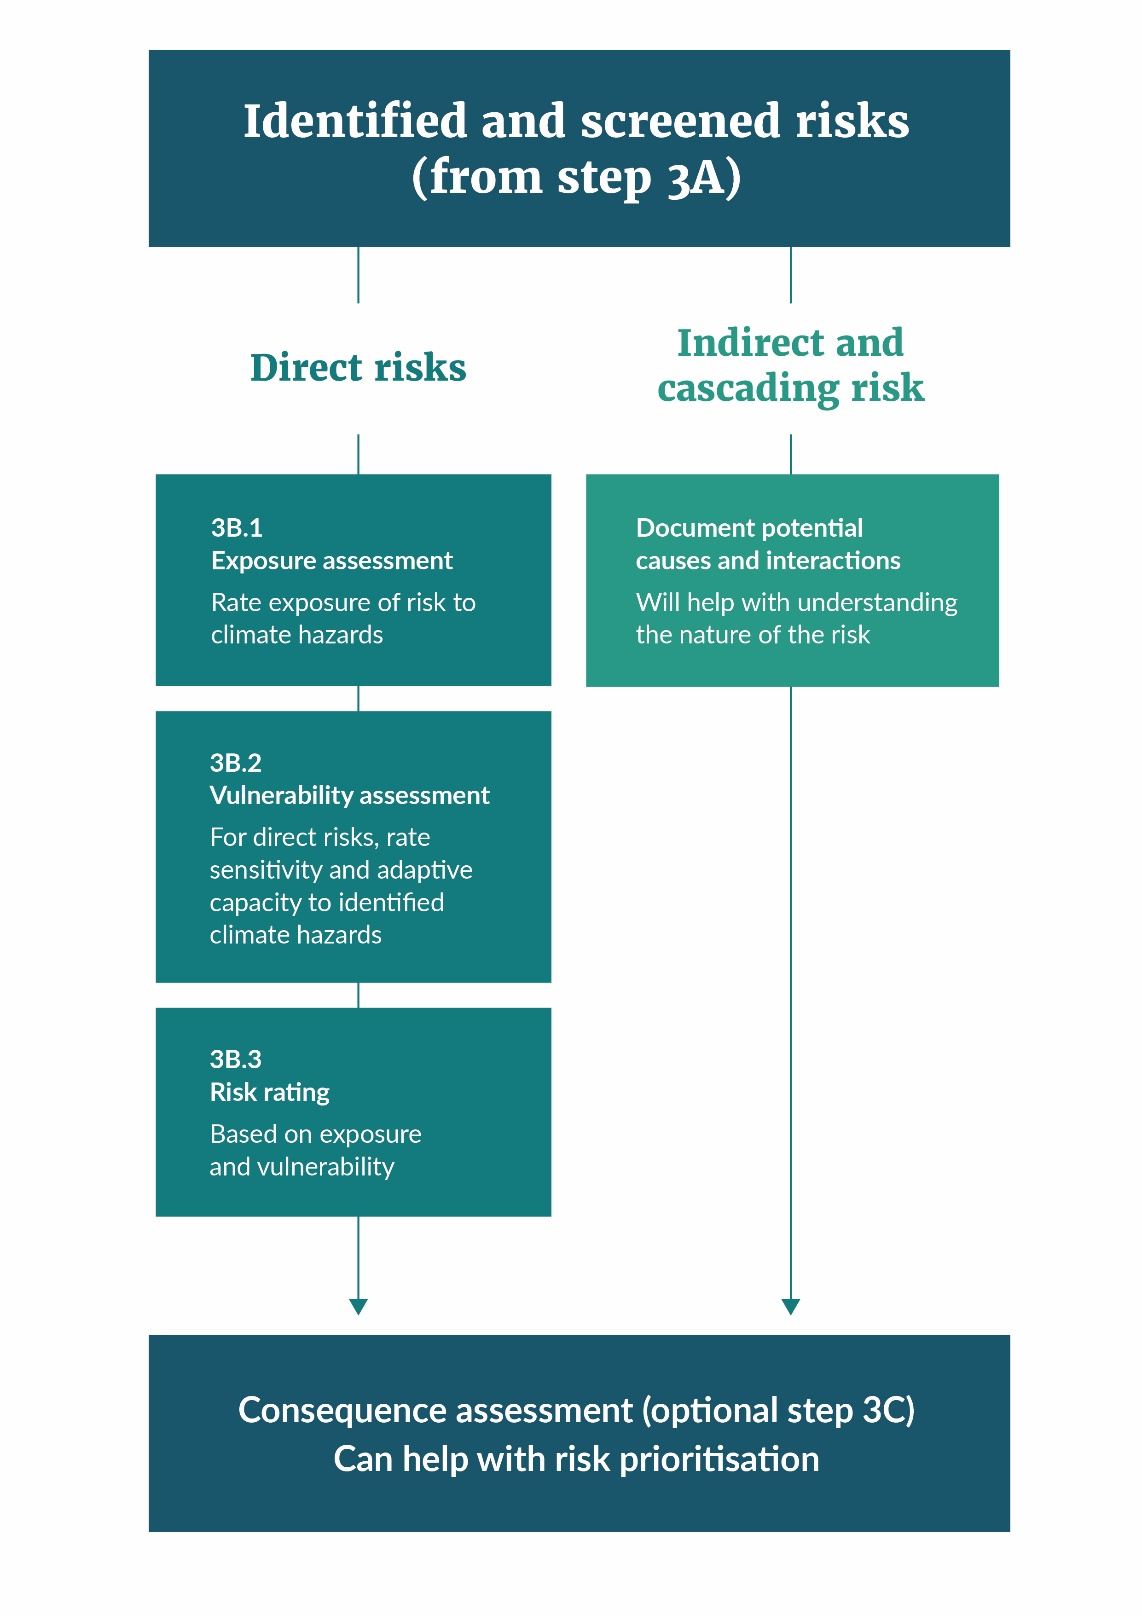 Identified and screened risks
(from step 3A)
Direct risks
Indirect and
cascading risk
3B.1
Exposure assessment
Rate exposure of risk to
climate hazards
Document potential
causes and interactions
Will help with understanding
the nature of the risk
3B.2
Vulnerability assessment
For direct risks, rate
sensitivity and adaptive
capacity to identified
climate hazards
3B.3
Risk rating
Based on exposure
and vulnerability
Consequence assessment (optional step 3C)
Can help with risk prioritisation